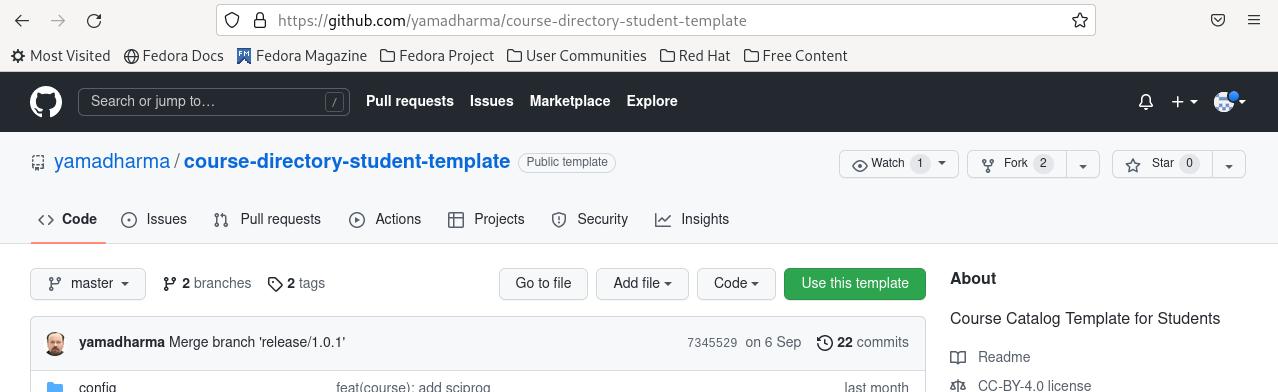 https://github.com/yamadharma/course-directory-student-template
Most Visited Fedora Docs FM Fedora Magazine Fedora Project User Communities Red Hat Free Content
Search or jump to… / Pull requests Issues Marketplace Explore
yamadharma / course-directory-student-template Public template Watch 1 Fork 2 Star 0
Code Issues Pull requests Actions Projects Security Insights
master 2 branches 2 tags Go to file Add file Code Use this template About
Course Catalog Template for Students
yamadharma Merge branch 'release/1.0.1' 7345529 on 6 Sep 22 commits Readme
config feat(course): add sciprog last month CC-BY-4.0 license